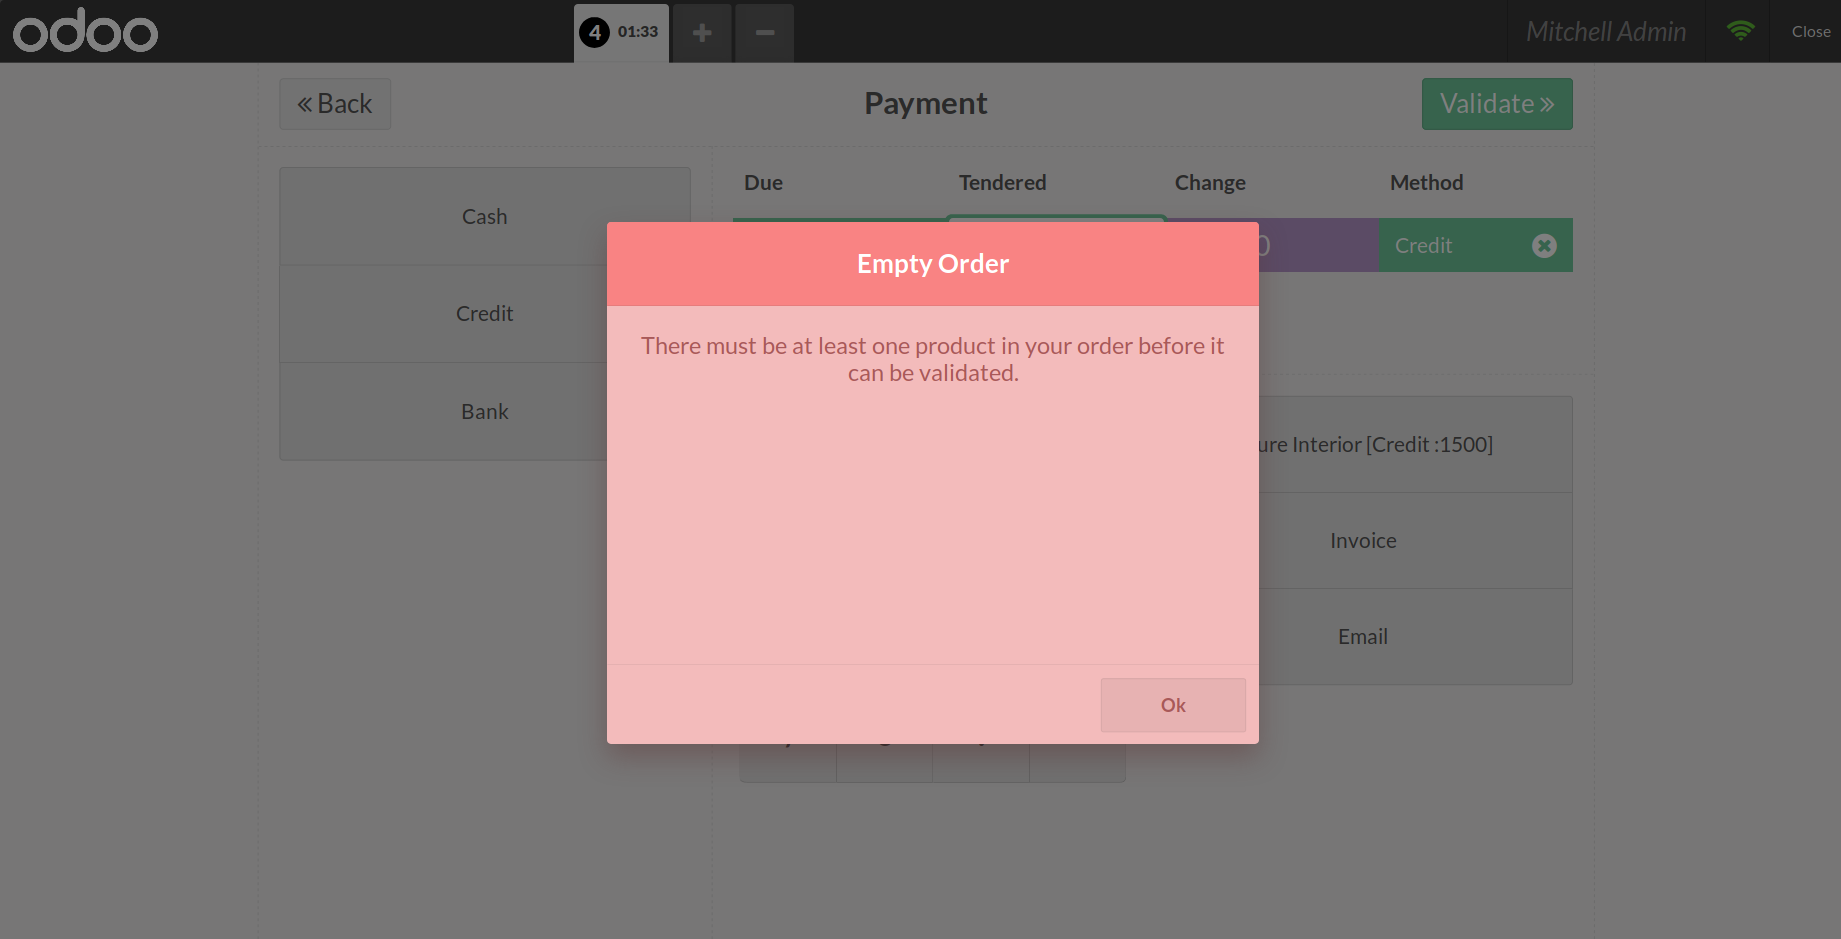 odoo
4 01:33
Mitchell Admin
Close
Back
Payment
Validate
Due Tendered Change Method
Cash
Credit
Bank
0 Credit
Empty Order
There must be at least one product in your order before it
can be validated.
Ok
ure Interior [Credit :1500]
Invoice
Email